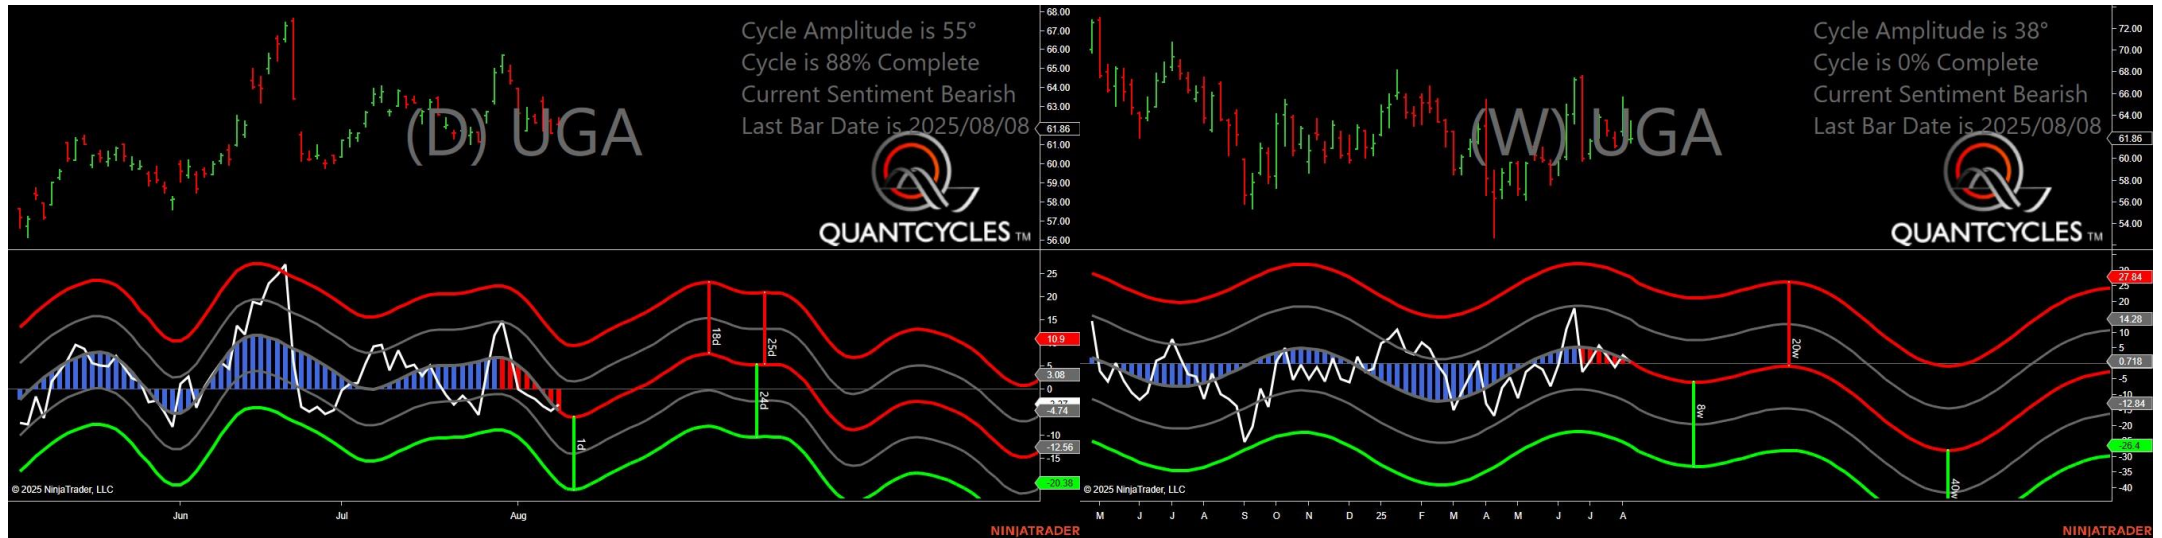 Cycle Amplitude is 55°
Cycle is 88% Complete
Current Sentiment Bearish
Last Bar Date is 2025/08/08
(D) UGA
QUANTCYCLES TM
68.00
67.00
66.00
65.00
64.00
63.00
61.86
61.00
60.00
59.00
58.00
57.00
56.00
25
20
15
10.9
5
3.08
0
-4.74
-10
-12.56
-15
-20.38
18d
25d
24d
1d
© 2025 NinjaTrader, LLC
Jun Jul Aug
NINJATRADER
Cycle Amplitude is 38°
Cycle is 0% Complete
Current Sentiment Bearish
Last Bar Date is 2025/08/08
(W) UGA
QUANTCYCLES TM
72.00
70.00
68.00
66.00
64.00
61.86
60.00
58.00
56.00
54.00
27.84
25
20
14.28
10
5
0.718
-5
-10
-12.84
-20
-26.4
-30
-35
-40
20w
8w
40w
© 2025 NinjaTrader, LLC
M J J A S O N D 25 F M A M J J A
NINJATRADER